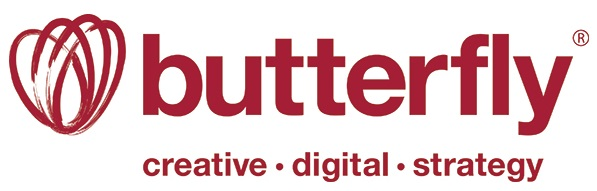 butterfly®
creative · digital · strategy